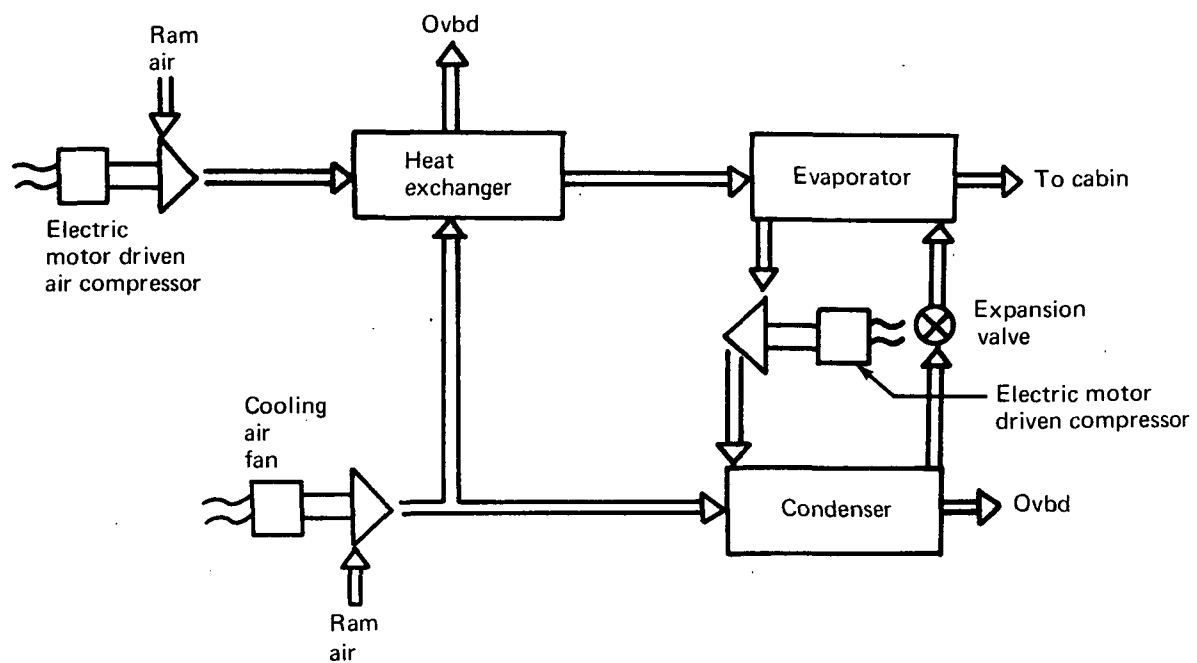 Ovbd
Ram
air
Heat
exchanger
Evaporator
To cabin
Electric
motor driven
air compressor
Expansion
valve
Electric motor
driven compressor
Cooling
air
fan
Condenser
Ovbd
Ram
air